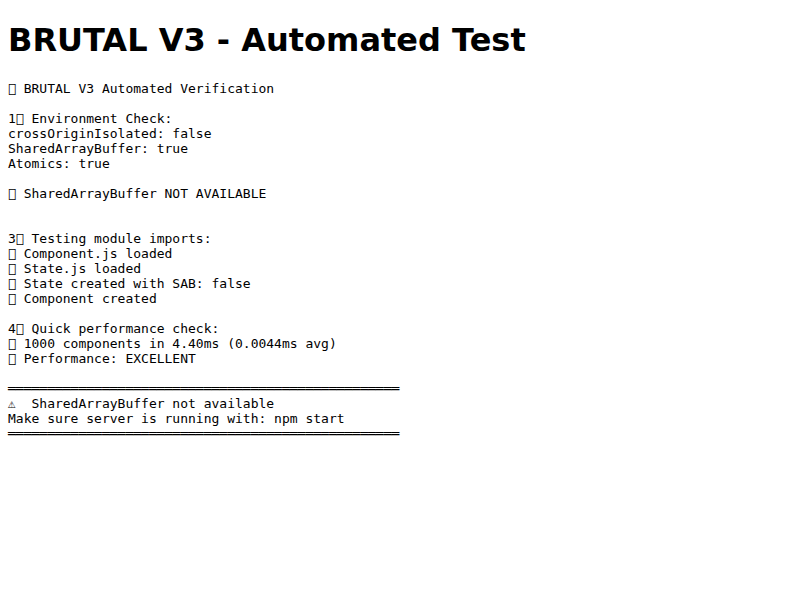 BRUTAL V3 - Automated Test
▯ BRUTAL V3 Automated Verification
1▯ Environment Check:
crossOriginIsolated: false
SharedArrayBuffer: true
Atomics: true
▯ SharedArrayBuffer NOT AVAILABLE
3▯ Testing module imports:
▯ Component.js loaded
▯ State.js loaded
▯ State created with SAB: false
▯ Component created
4▯ Quick performance check:
▯ 1000 components in 4.40ms (0.0044ms avg)
▯ Performance: EXCELLENT
══════════════════════════════════════════════════
⚠ SharedArrayBuffer not available
Make sure server is running with: npm start
══════════════════════════════════════════════════